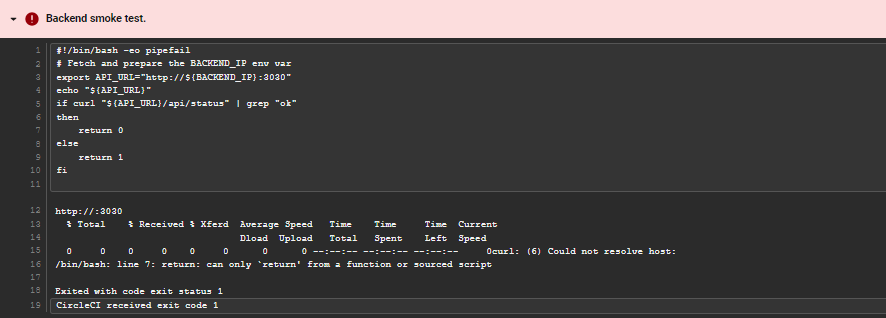 Backend smoke test.
1 #!/bin/bash -eo pipefail
2 # Fetch and prepare the BACKEND_IP env var
3 export API_URL="http://${BACKEND_IP}:3030"
4 echo "${API_URL}"
5 if curl "${API_URL}/api/status" | grep "ok"
6 then
7 return 0
8 else
9 return 1
10 fi
11
12 http://:3030
13 % Total % Received % Xferd Average Speed Time Time Time Current
14 Dload Upload Total Spent Left Speed
15 0 0 0 0 0 0 0 0 --:--:-- --:--:-- --:--:-- 0curl: (6) Could not resolve host:
16 /bin/bash: line 7: return: can only `return' from a function or sourced script
17
18 Exited with code exit status 1
19 CircleCI received exit code 1